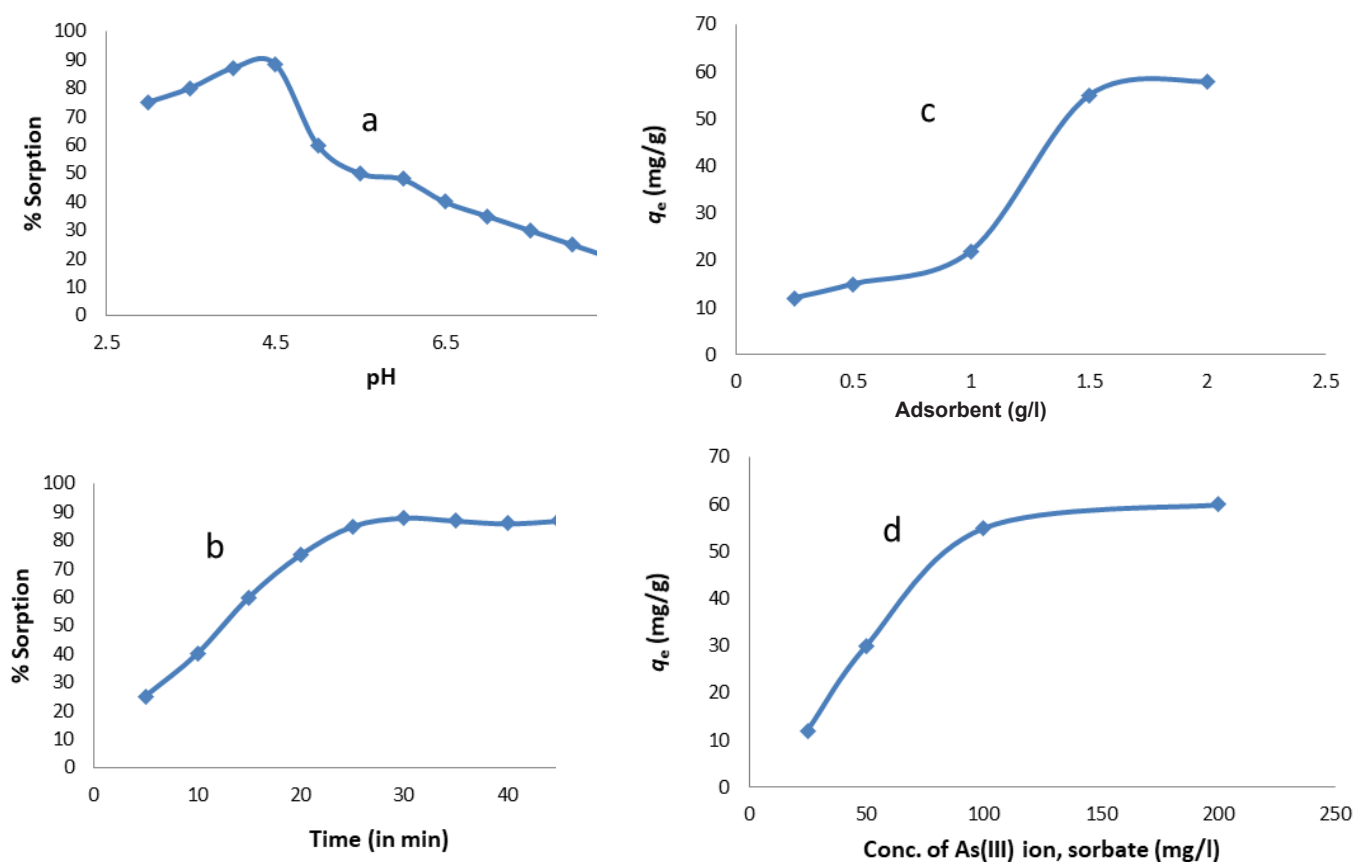 100
90
80
70
60
50
40
30
20
10
0
% Sorption
a
2.5 4.5 6.5
pH
70
60
50
40
30
20
10
0
qe (mg/g)
c
0 0.5 1 1.5 2 2.5
Adsorbent (g/l)
100
90
80
70
60
50
40
30
20
10
0
% Sorption
b
0 10 20 30 40
Time (in min)
70
60
50
40
30
20
10
0
qe (mg/g)
d
0 50 100 150 200 250
Conc. of As(III) ion, sorbate (mg/l)